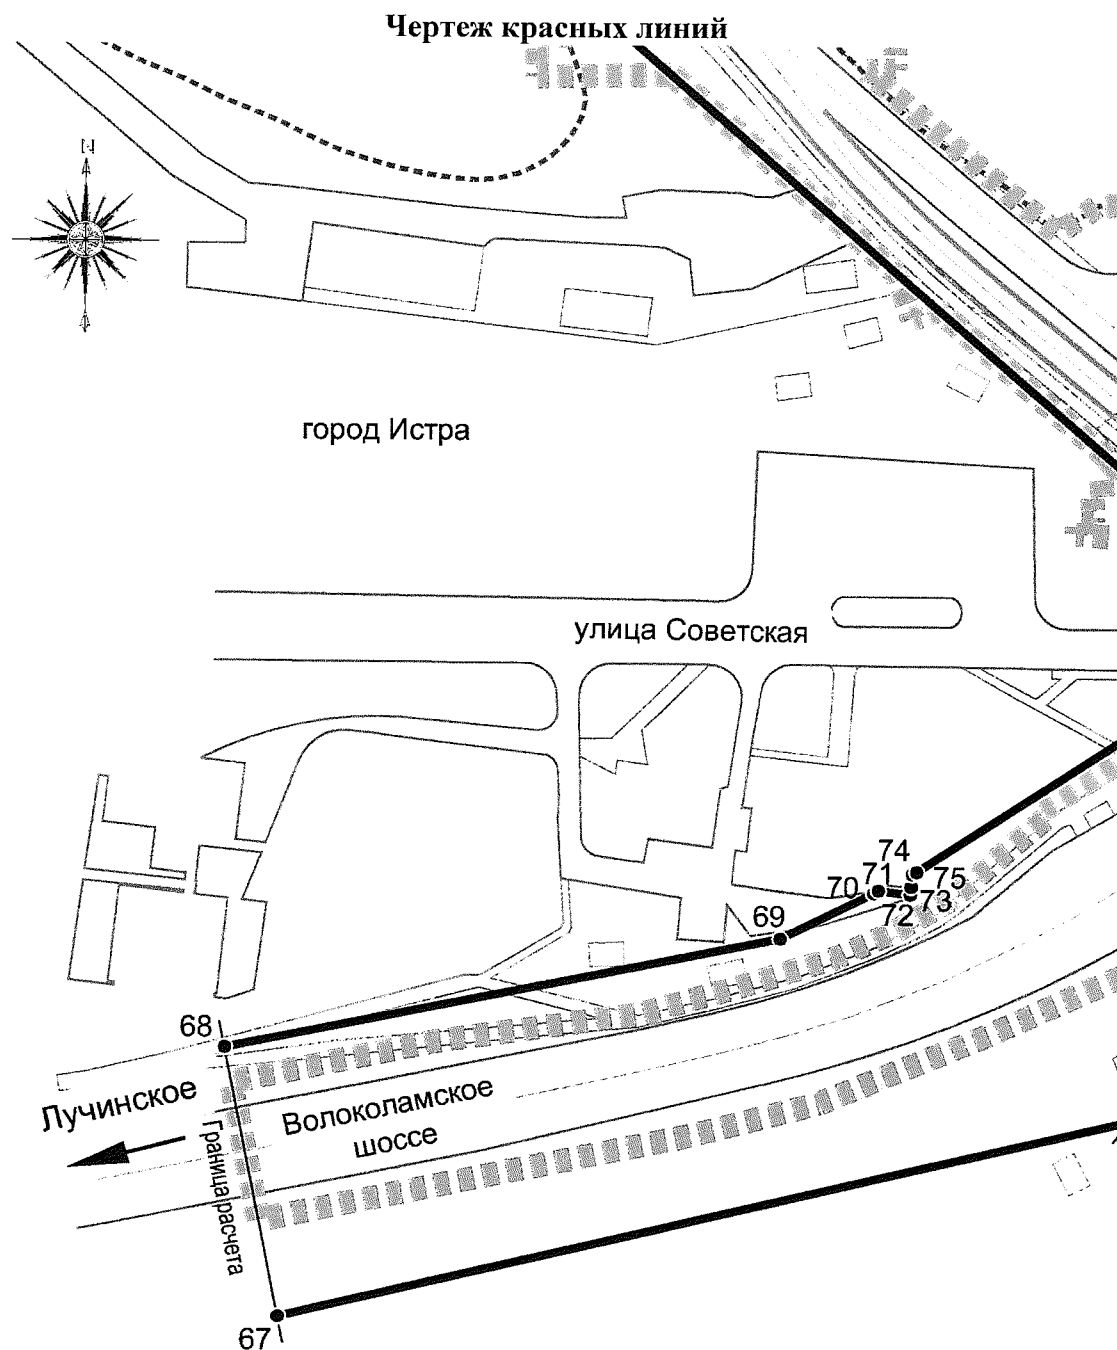 Чертеж красных линий
N
город Истра
улица Советская
74
71
75
70
72
73
69
68
Лучинское
Волоколамское
шоссе
Граница расчета
67